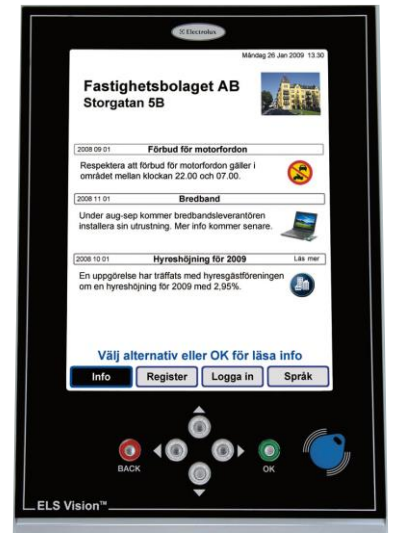 Electrolux
Måndag 26 Jan 2009 13.30
Fastighetsbolaget AB
Storgatan 5B
2008 09 01 Förbud för motorfordon
Respektera att förbud för motorfordon gäller i
området mellan klockan 22.00 och 07.00.
2008 11 01 Bredband
Under aug-sep kommer bredbandsleverantören
installera sin utrustning. Mer info kommer senare.
2008 10 01 Hyreshöjning för 2009 Läs mer
En uppgörelse har träffats med hyresgästföreningen
om en hyreshöjning för 2009 med 2,95%.
Välj alternativ eller OK för läsa info
Info Register Logga in Språk
BACK OK
ELS Vision™